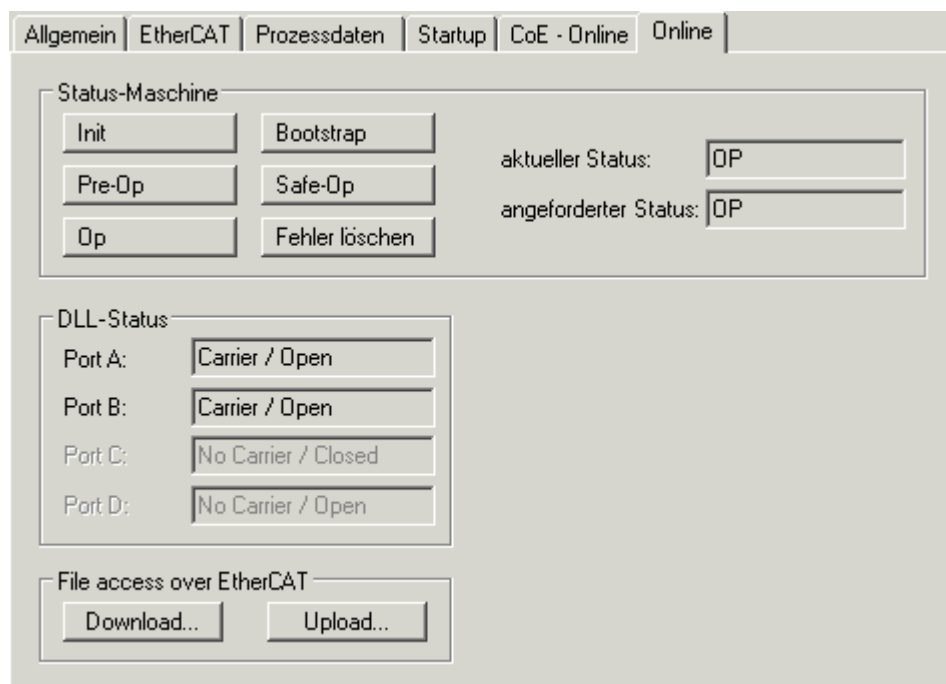 Allgemein EtherCAT Prozessdaten Startup CoE - Online Online
Status-Maschine
Init Bootstrap
Pre-Op Safe-Op
Op Fehler löschen
aktueller Status: OP
angeforderter Status: OP
DLL-Status
Port A: Carrier / Open
Port B: Carrier / Open
Port C: No Carrier / Closed
Port D: No Carrier / Open
File access over EtherCAT
Download... Upload...